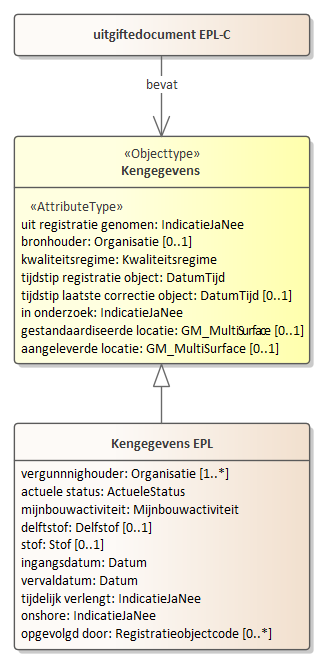 uitgiftedocument EPL-C
bevat
«Objecttype»
Kengegevens
«AttributeType»
uit registratie genomen: IndicatieJaNee
bronhouder: Organisatie [0..1]
kwaliteitsregime: Kwaliteitsregime
tijdstip registratie object: DatumTijd
tijdstip laatste correctie object: DatumTijd [0..1]
in onderzoek: IndicatieJaNee
gestandaardiseerde locatie: GM_MultiSurface [0..1]
aangeleverde locatie: GM_MultiSurface [0..1]
Kengegevens EPL
vergunnnighouder: Organisatie [1..*]
actuele status: ActueleStatus
mijnbouwactiviteit: Mijnbouwactiviteit
delftstof: Delfstof [0..1]
stof: Stof [0..1]
ingangsdatum: Datum
vervaldatum: Datum
tijdelijk verlengt: IndicatieJaNee
onshore: IndicatieJaNee
opgevolgd door: Registratieobjectcode [0..*]